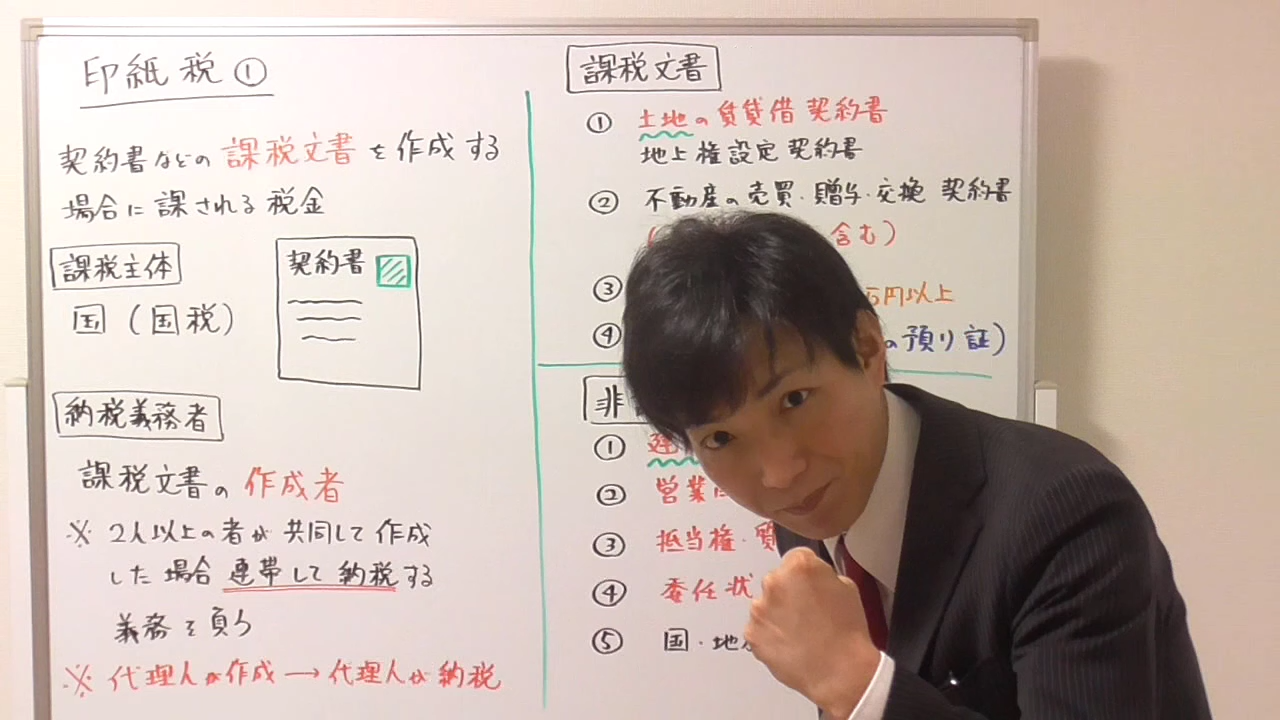 印紙税①
契約書などの課税文書を作成する
場合に課される税金
課税主体
国(国税)
契約書
納税義務者
課税文書の作成者
※2人以上の者が共同して作成
した場合連帯して納税する
義務を負う
※代理人が作成→代理人が納税
課税文書
① 土地の賃貸借契約書
地上権設定契約書
② 不動産の売買・贈与・交換 契約書
( 含む)
③ 万円以上
④ の預り証)
非
①
② 営業
③ 抵当権・質
④ 委任状
⑤ 国・地